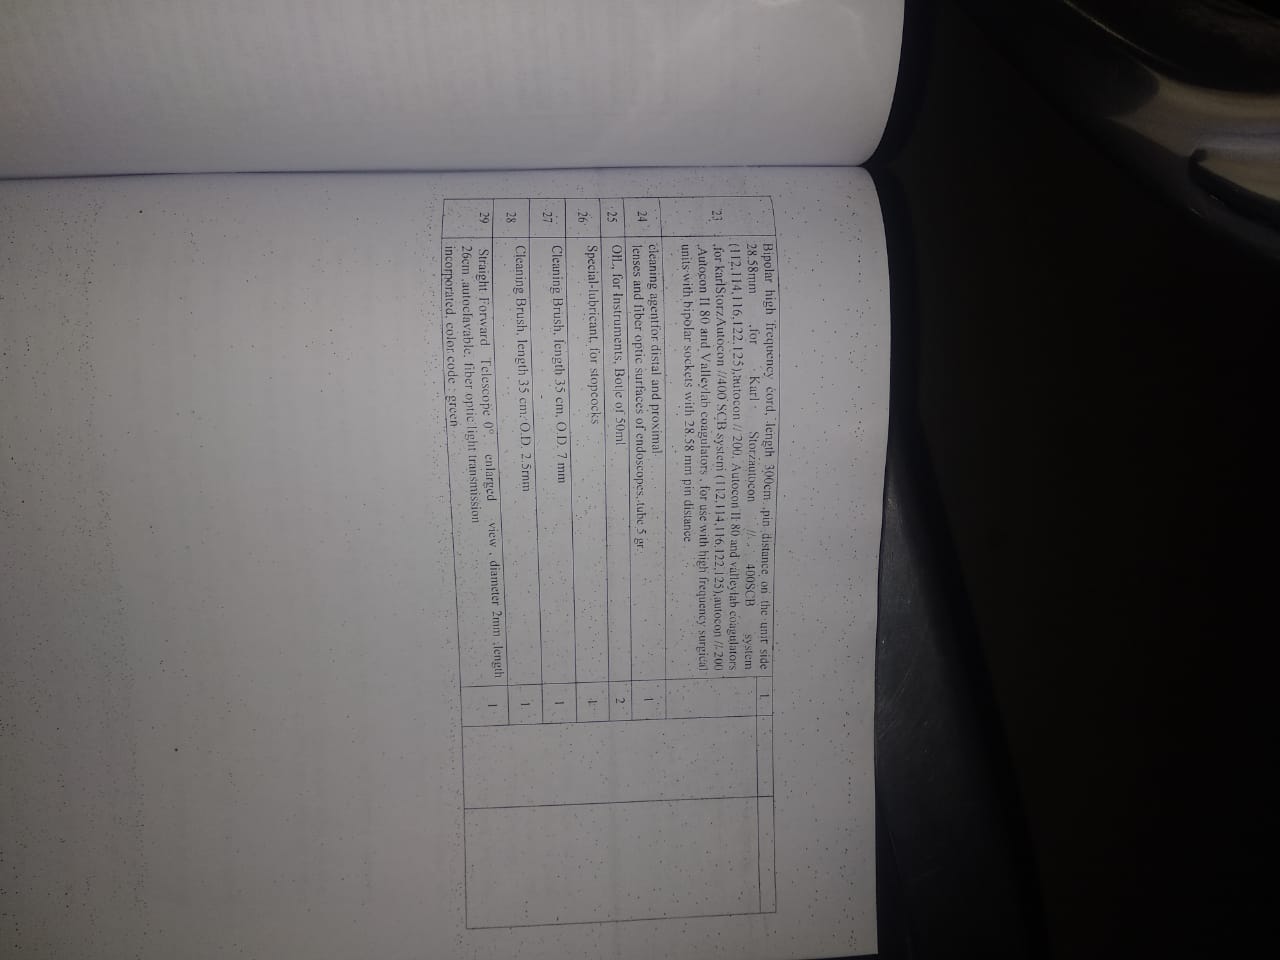 Bipolar high frequency cord, length 300cm ,pin distance on the unit side 1
28.58mm ,for Karl Storzautocon // 400SCB system
(112,114,116,122,125),autocon // 200, Autocon II 80 and valleylab coagulators
23 ,for karlStorzAutocon //400 SCB system (112,114,116,122,125),autocon // 200
,Autocon II 80 and Valleylab coagulators , for use with high frequency surgical
units with bipolar sockets with 28.58 mm pin distance
24 cleaning agentfor distal and proximal 1
lenses and fiber optic surfaces of endoscopes, tube 5 gr.
25 OIL, for Instruments, Botle of 50ml 2
26 Special-lubricant, for stopcocks 1
27 Cleaning Brush, length 35 cm, O.D. 7 mm 1
28 Cleaning Brush, length 35 cm, O.D. 2.5mm 1
29 Straight Forward Telescope 0°, enlarged view , diameter 2mm ,length 1
26cm ,autoclavable, fiber optic light transmission
incorporated, color code : green